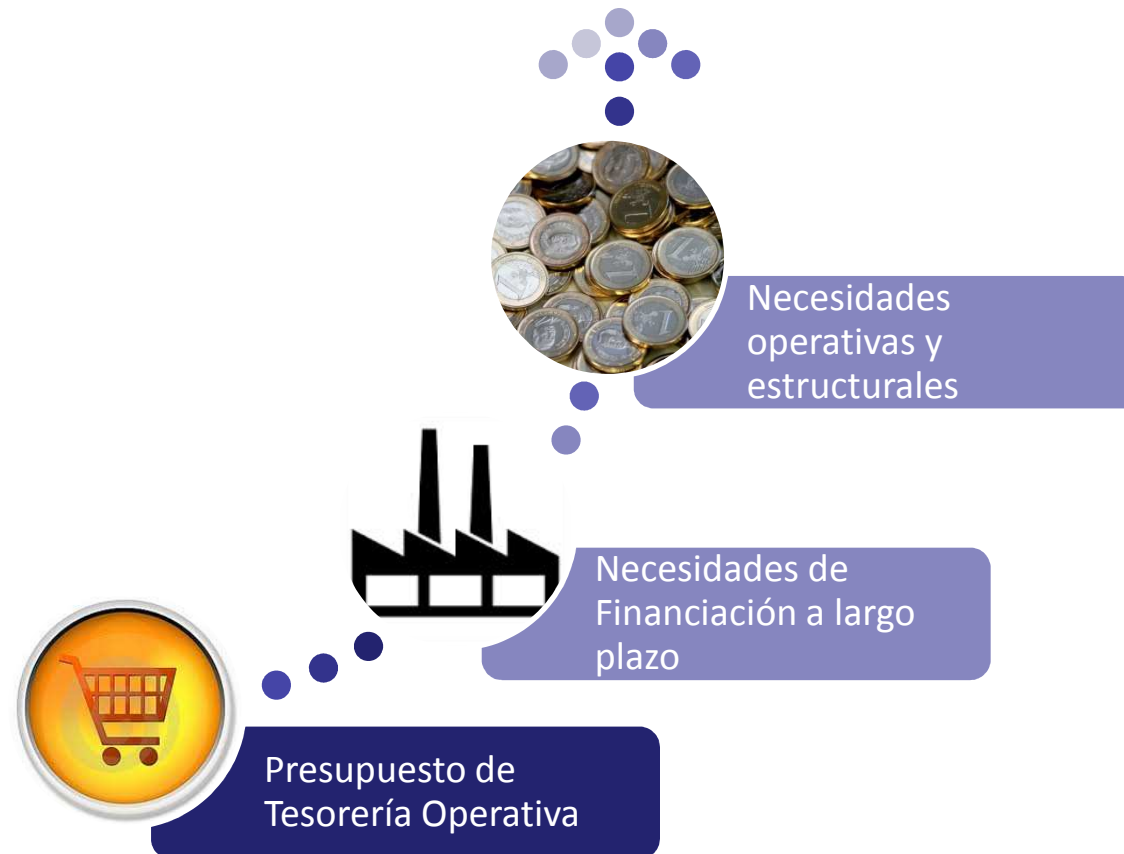 Necesidades
operativas y
estructurales
Necesidades de
Financiación a largo
plazo
Presupuesto de
Tesorería Operativa